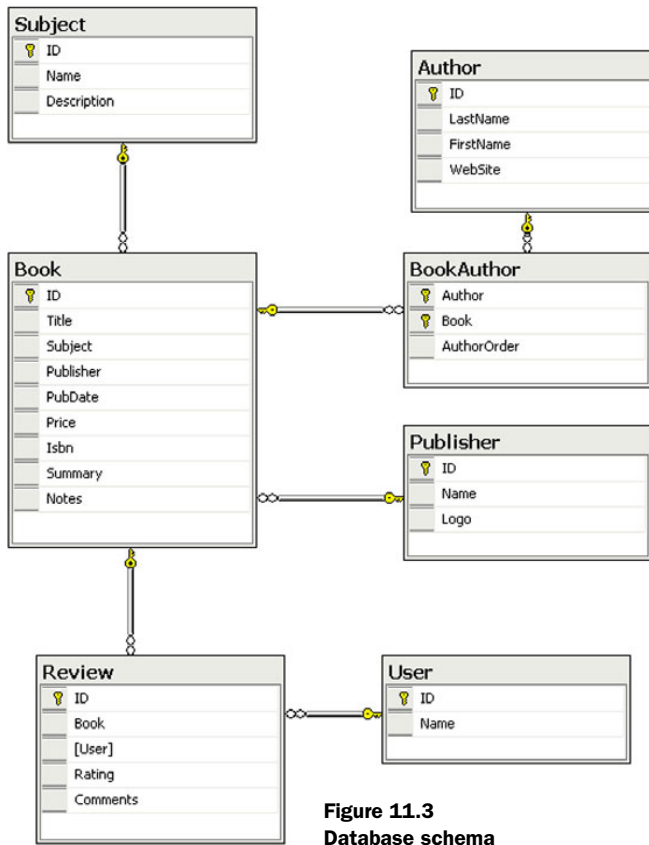 Subject
ID
Name
Description
Author
ID
LastName
FirstName
WebSite
Book
ID
Title
Subject
Publisher
PubDate
Price
Isbn
Summary
Notes
BookAuthor
Author
Book
AuthorOrder
Publisher
ID
Name
Logo
Review
ID
Book
[User]
Rating
Comments
User
ID
Name
Figure 11.3
Database schema